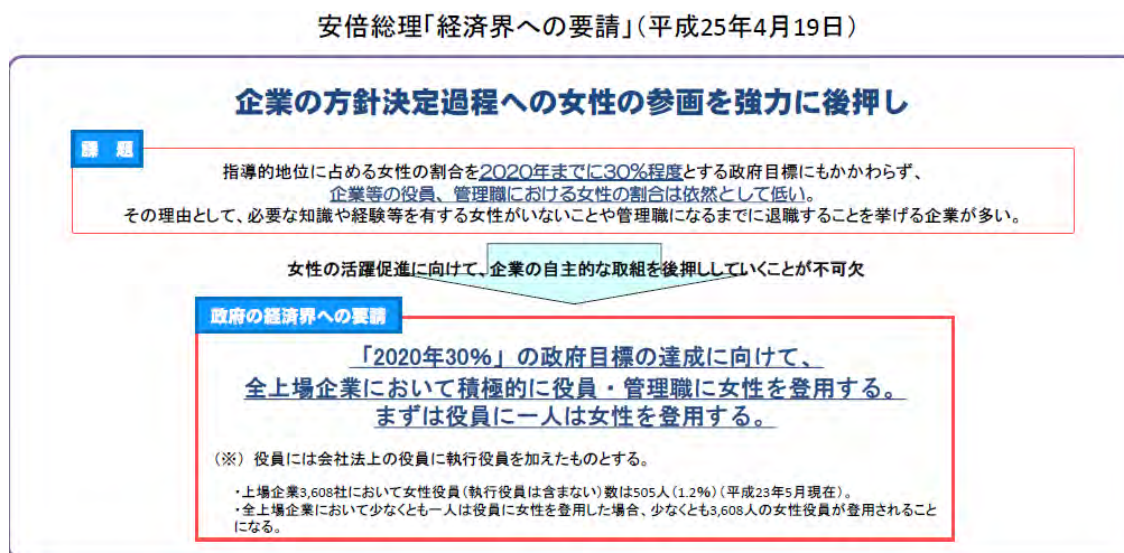 安倍総理「経済界への要請」（平成25年4月19日）
企業の方針決定過程への女性の参画を強力に後押し
課 題
指導的地位に占める女性の割合を2020年までに30％程度とする政府目標にもかかわらず、
企業等の役員、管理職における女性の割合は依然として低い。
その理由として、必要な知識や経験等を有する女性がいないことや管理職になるまでに退職することを挙げる企業が多い。
女性の活躍促進に向けて、企業の自主的な取組を後押ししていくことが不可欠
政府の経済界への要請
「2020年30％」の政府目標の達成に向けて、
全上場企業において積極的に役員・管理職に女性を登用する。
まずは役員に一人は女性を登用する。
（※） 役員には会社法上の役員に執行役員を加えたものとする。
・上場企業3,608社において女性役員（執行役員は含まない）数は505人（1.2％）（平成23年5月現在）。
・全上場企業において少なくとも一人は役員に女性を登用した場合、少なくとも3,608人の女性役員が登用されること
になる。